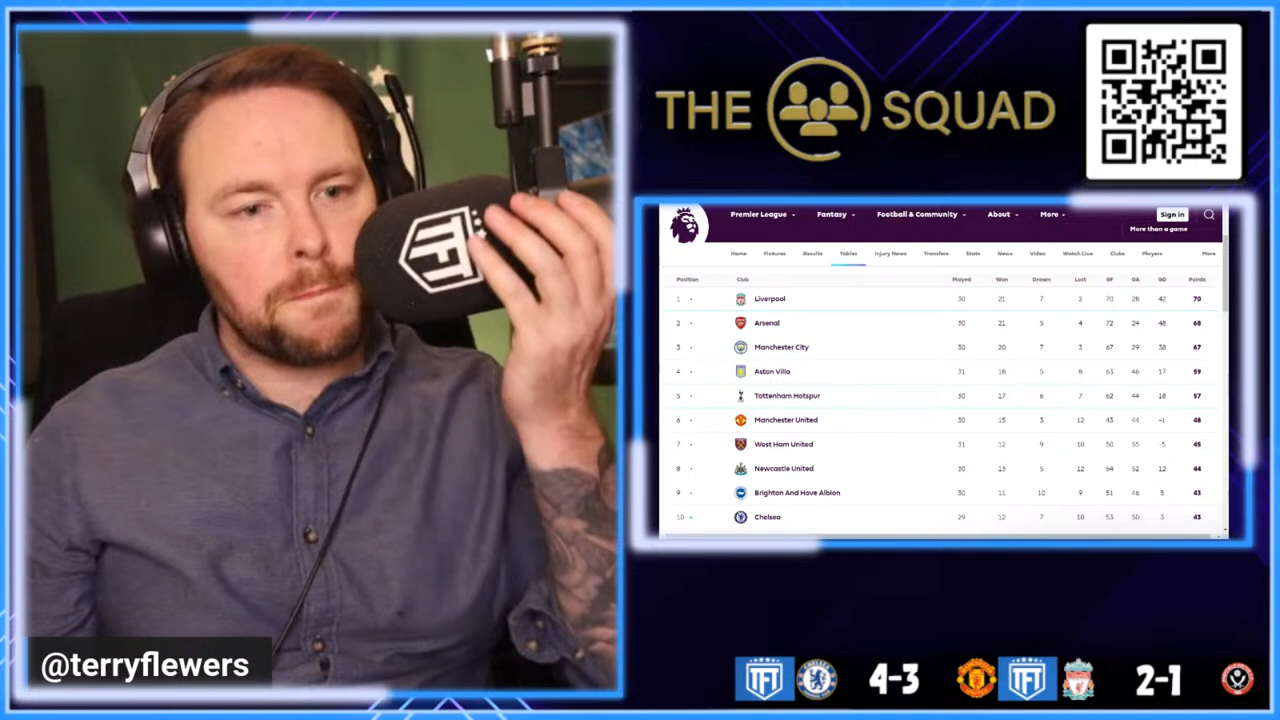 THE SQUAD
Premier League Fantasy Football & Community About More Sign in
More than a game
Home Fixtures Results Tables Injury News Transfers Stats News Video Watch Live Clubs Players More
Position Club Played Won Drawn Lost GF GA GD Points
1 Liverpool 30 21 7 2 70 28 42 70
2 Arsenal 30 21 5 4 72 24 48 68
3 Manchester City 30 20 7 3 67 29 38 67
4 Aston Villa 31 18 5 8 63 46 17 59
5 Tottenham Hotspur 30 17 6 7 62 44 18 57
6 Manchester United 30 15 3 12 43 44 -1 48
7 West Ham United 31 12 9 10 50 55 -5 45
8 Newcastle United 30 13 5 12 64 52 12 44
9 Brighton And Hove Albion 30 11 10 9 51 46 5 43
10 Chelsea 29 12 7 10 53 50 3 43
TFT
@terryflewers
TFT 4-3 TFT 2-1